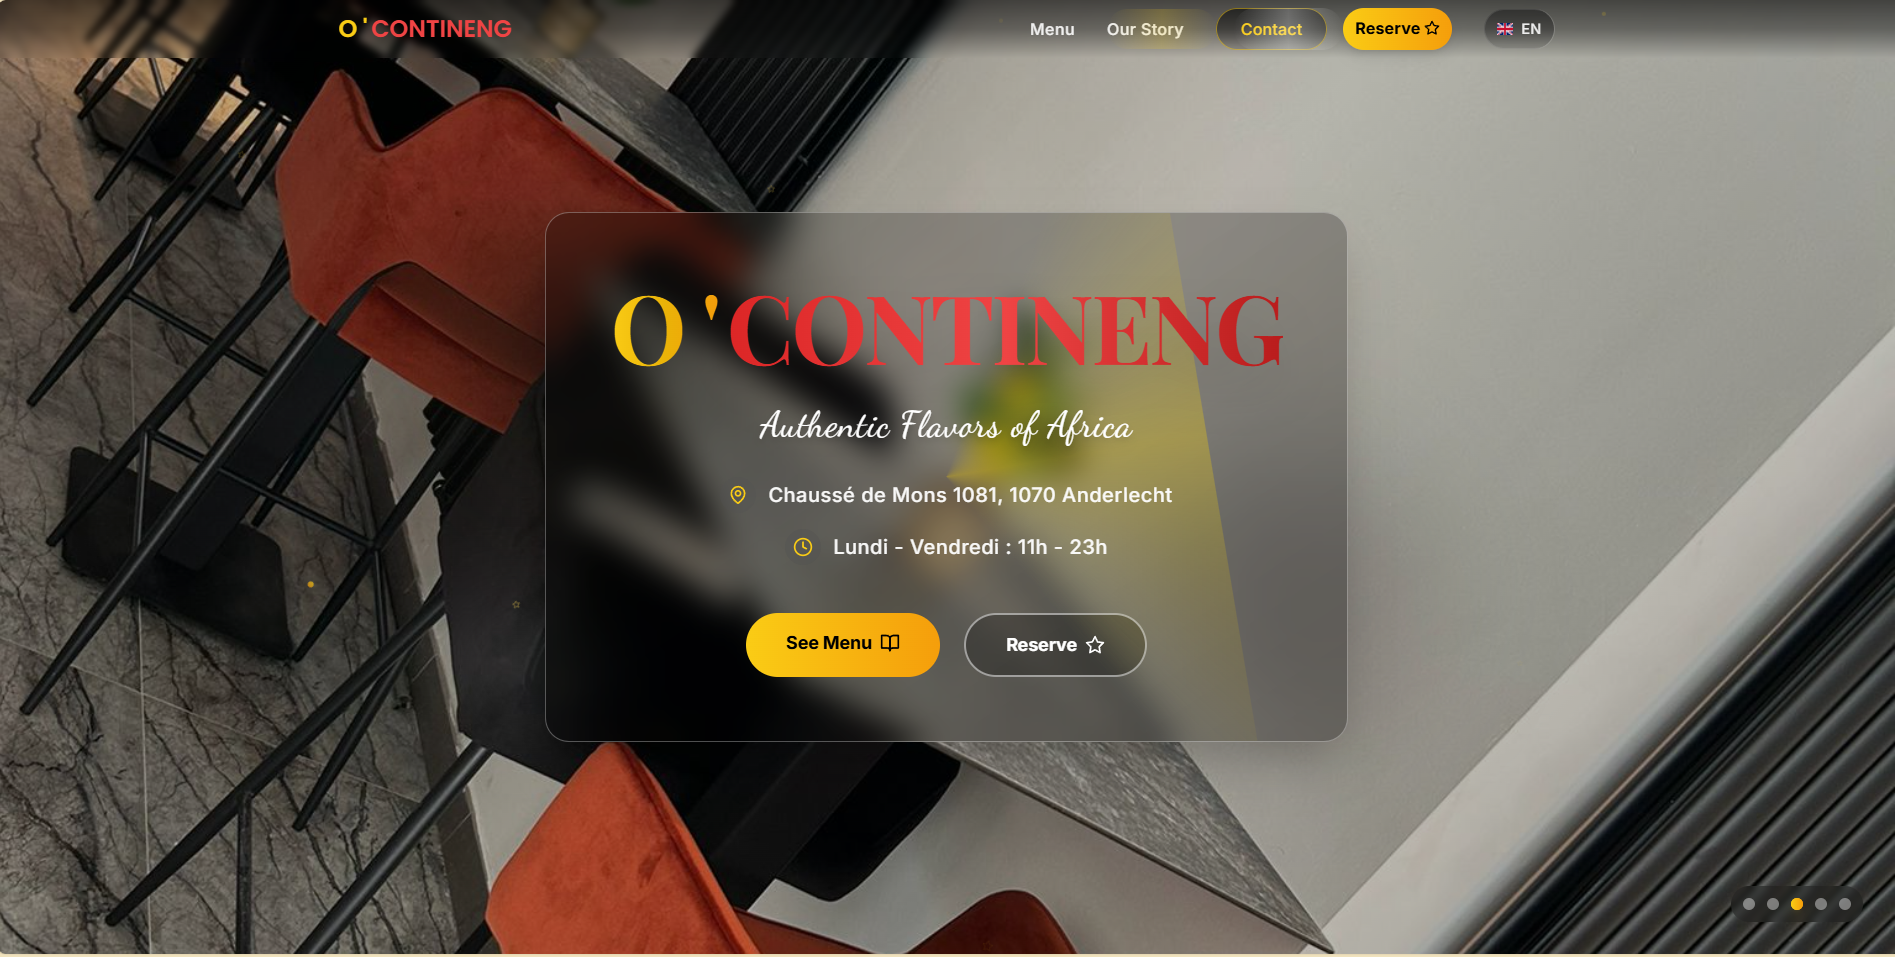 O 'CONTINENG
Menu
Our Story
Contact
Reserve
EN
O 'CONTINENG
Authentic Flavors of Africa
Chaussé de Mons 1081, 1070 Anderlecht
Lundi - Vendredi : 11h - 23h
See Menu
Reserve